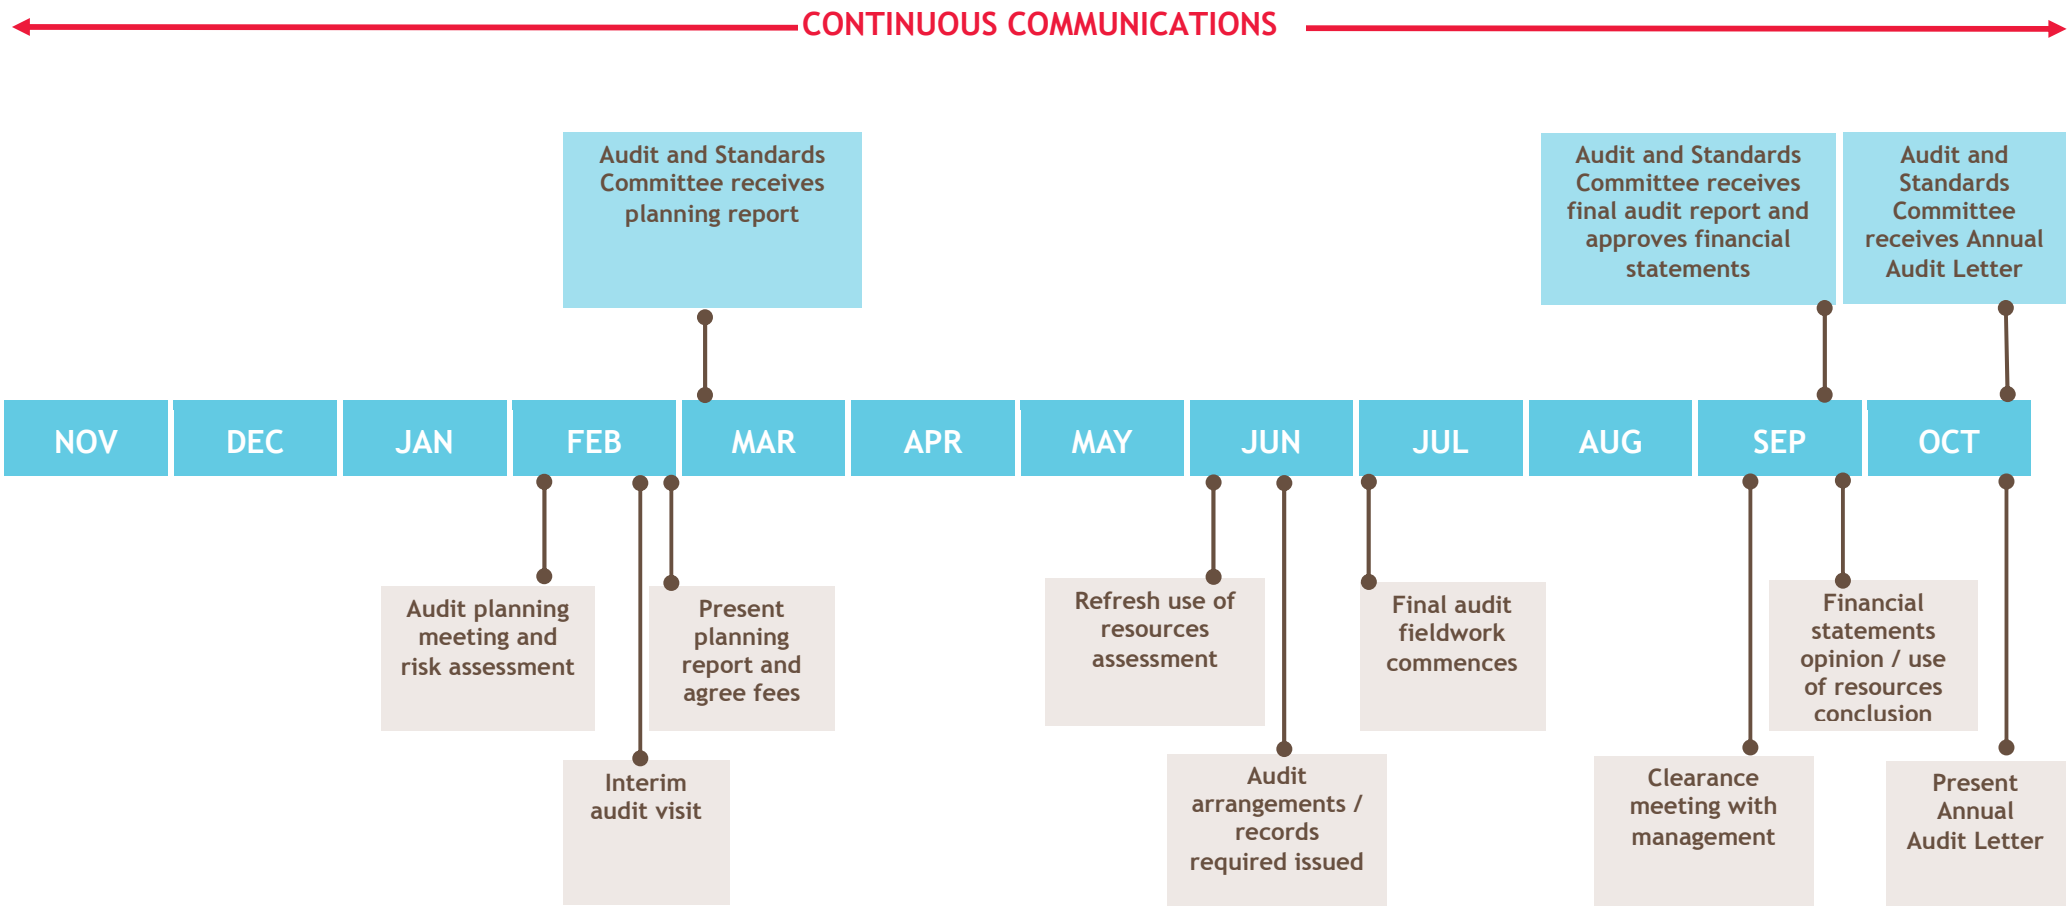 CONTINUOUS COMMUNICATIONS
Audit and Standards
Committee receives
planning report
Audit and Standards
Committee receives
final audit report and
approves financial
statements
Audit and
Standards
Committee
receives Annual
Audit Letter
NOV
DEC
JAN
FEB
MAR
APR
MAY
JUN
JUL
AUG
SEP
OCT
Audit planning
meeting and
risk assessment
Present
planning
report and
agree fees
Refresh use of
resources
assessment
Final audit
fieldwork
commences
Financial
statements
opinion / use
of resources
conclusion
Interim
audit visit
Audit
arrangements /
records
required issued
Clearance
meeting with
management
Present
Annual
Audit Letter